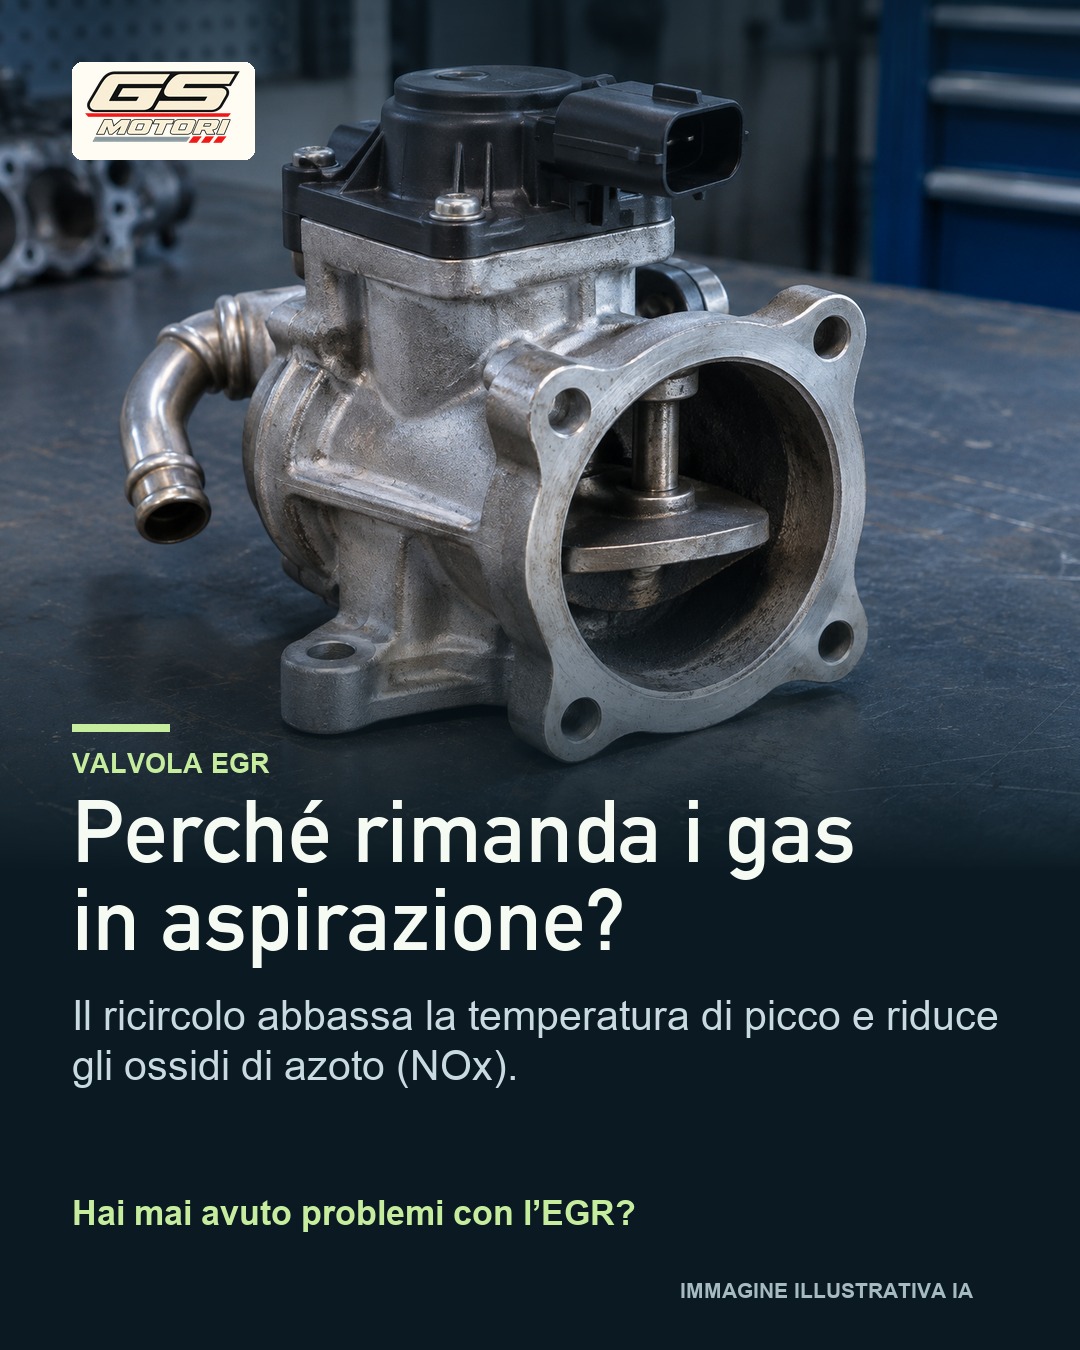 GS
MOTORI
VALVOLA EGR
Perché rimanda i gas
in aspirazione?
Il ricircolo abbassa la temperatura di picco e riduce
gli ossidi di azoto (NOx).
Hai mai avuto problemi con l’EGR?
IMMAGINE ILLUSTRATIVA IA